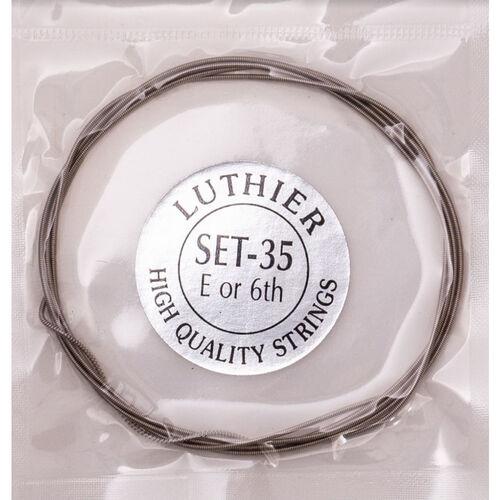 LUTHIER
SET-35
E or 6th
HIGH QUALITY STRINGS